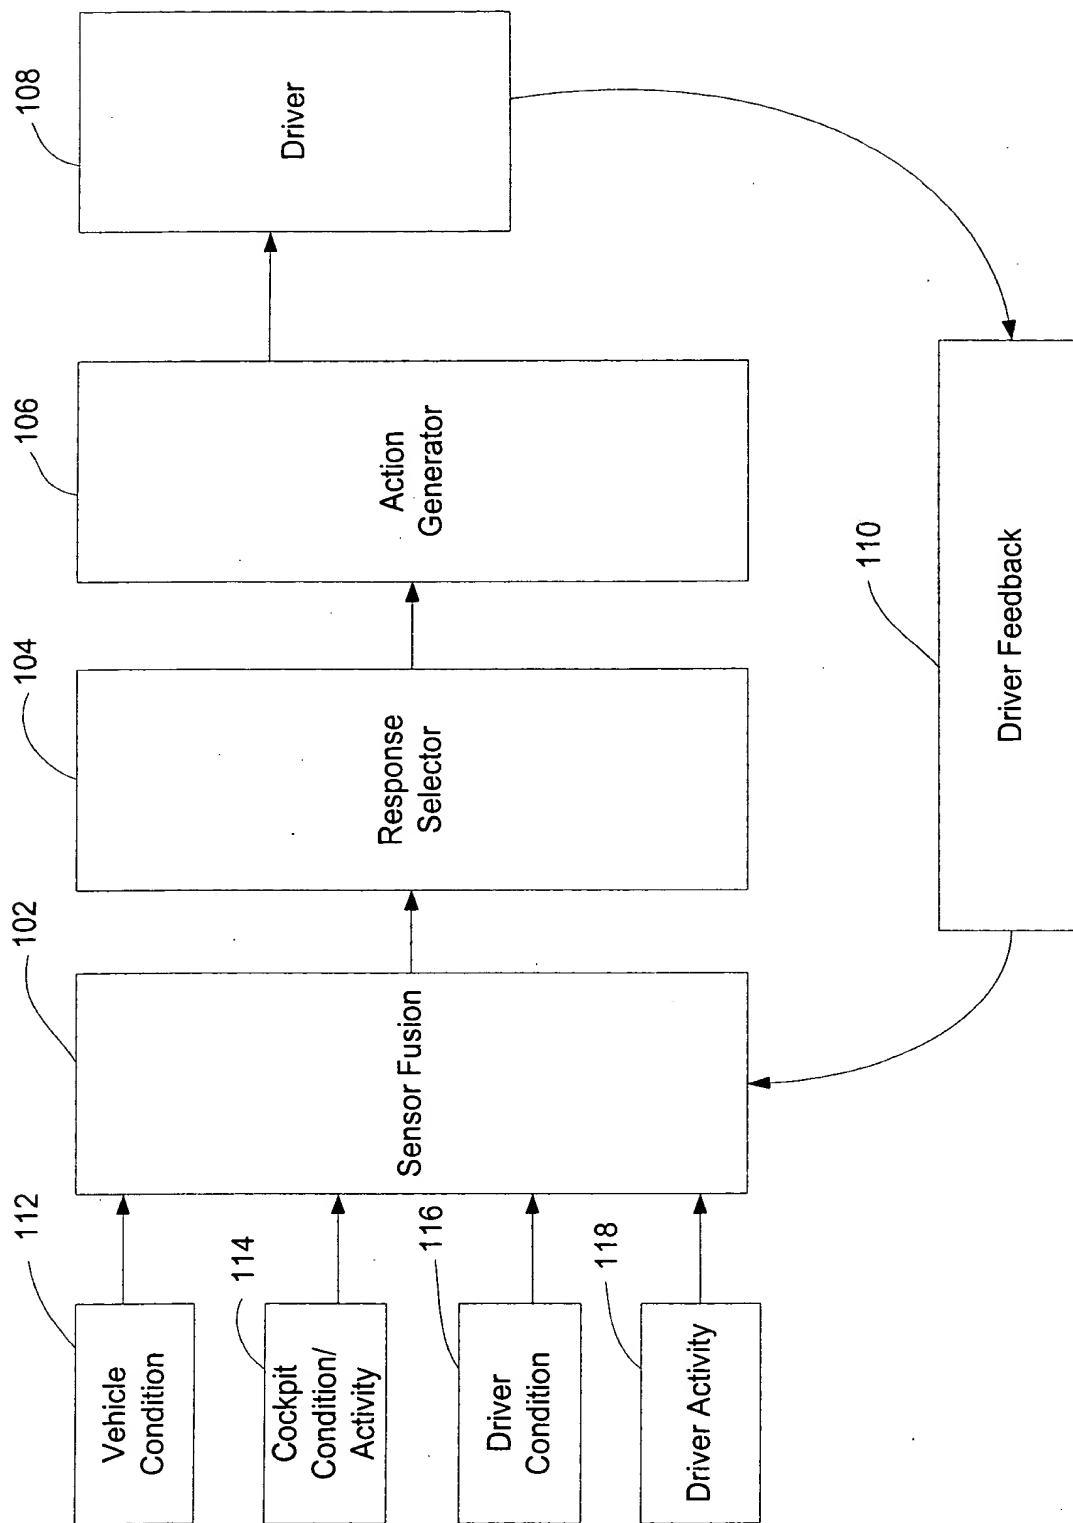 112
Vehicle
Condition
114
Cockpit
Condition/
Activity
116
Driver
Condition
118
Driver Activity
102
Sensor Fusion
104
Response
Selector
106
Action
Generator
108
Driver
110
Driver Feedback